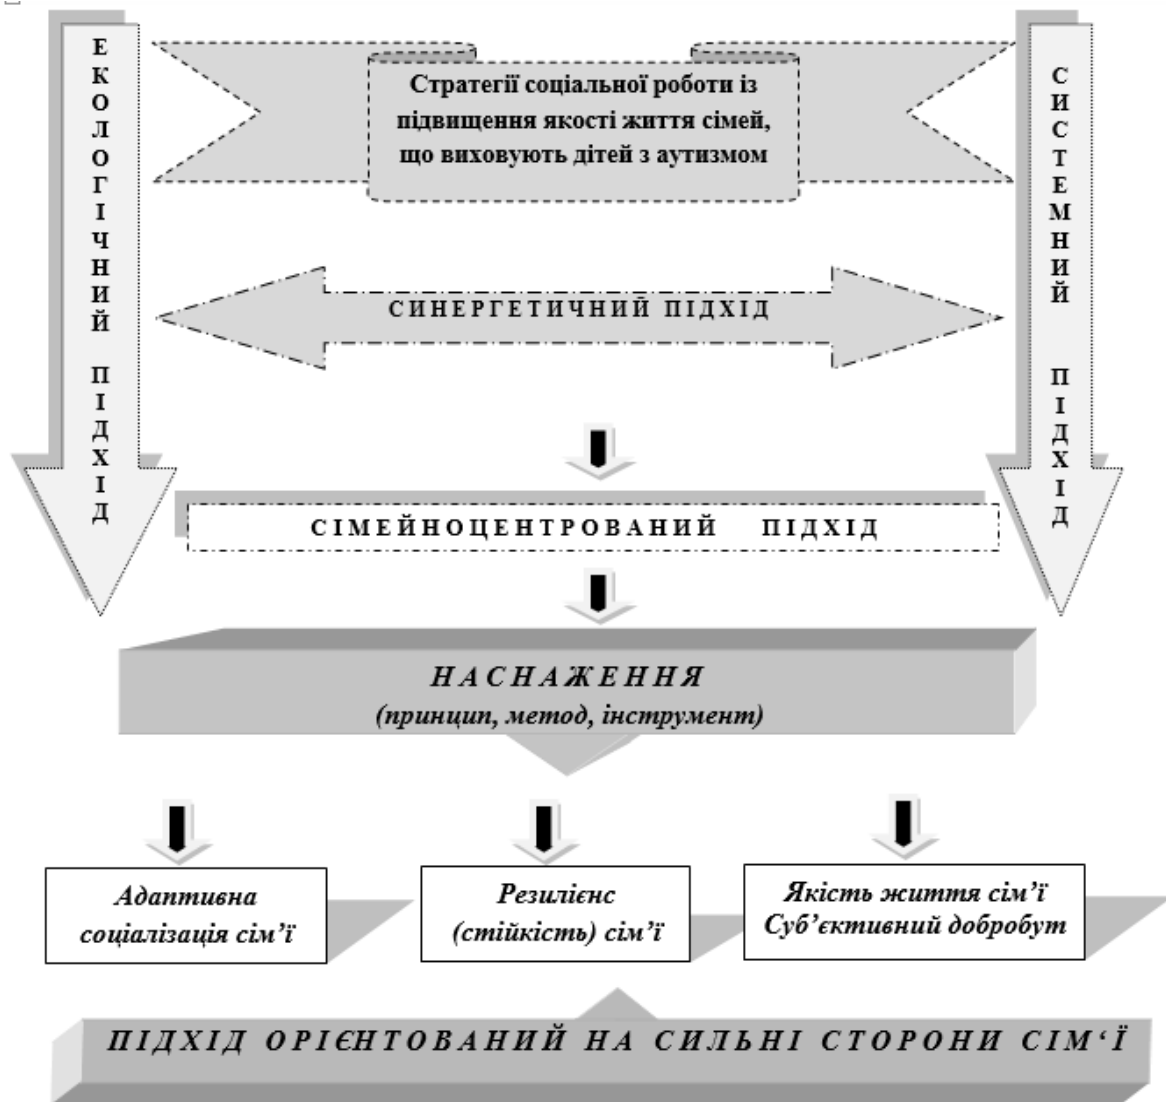 ЕКОЛОГІЧНИЙ ПІДХІД
Стратегії соціальної роботи із
підвищення якості життя сімей,
що виховують дітей з аутизмом
СИСТЕМНИЙ ПІДХІД
СИНЕРГЕТИЧНИЙ ПІДХІД
СІМЕЙНОЦЕНТРОВАНИЙ ПІДХІД
НАСНАЖЕННЯ
(принцип, метод, інструмент)
Адаптивна
соціалізація сім’ї
Резилієнс
(стійкість) сім’ї
Якість життя сім’ї
Суб’єктивний добробут
ПІДХІД ОРІЄНТОВАНИЙ НА СИЛЬНІ СТОРОНИ СІМ‘Ї